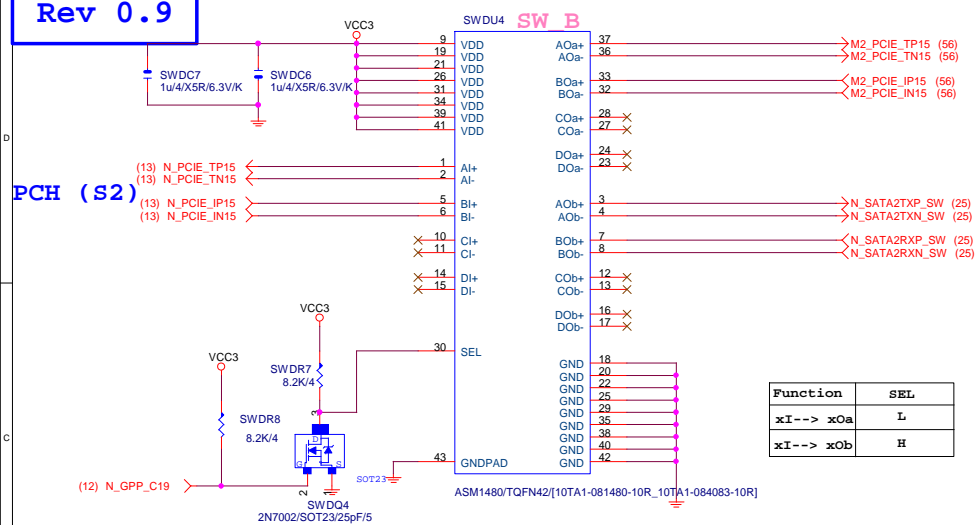 Rev 0.9
VCC3
SWDU4
SW_B
SWDC7
1u/4/X5R/6.3V/K
SWDC6
1u/4/X5R/6.3V/K
9 VDD
19 VDD
21 VDD
26 VDD
31 VDD
34 VDD
39 VDD
41 VDD
AOa+ 37 M2_PCIE_TP15 (56)
AOa- 36 M2_PCIE_TN15 (56)
BOa+ 33 M2_PCIE_IP15 (56)
BOa- 32 M2_PCIE_IN15 (56)
COa+ 28
COa- 27
DOa+ 24
DOa- 23
D
PCH (S2)
(13) N_PCIE_TP15 1 AI+
(13) N_PCIE_TN15 2 AI-
(13) N_PCIE_IP15 5 BI+
(13) N_PCIE_IN15 6 BI-
10 CI+
11 CI-
14 DI+
15 DI-
AOb+ 3 N_SATA2TXP_SW (25)
AOb- 4 N_SATA2TXN_SW (25)
BOb+ 7 N_SATA2RXP_SW (25)
BOb- 8 N_SATA2RXN_SW (25)
COb+ 12
COb- 13
DOb+ 16
DOb- 17
VCC3
SWDR7
8.2K/4
VCC3
SWDR8
8.2K/4
30 SEL
GND 18
GND 20
GND 22
GND 25
GND 29
GND 35
GND 38
GND 40
GND 42
Function SEL
xI--> xOa L
xI--> xOb H
C
3
D
G S
2 1
SOT23
43 GNDPAD
(12) N_GPP_C19
SWDQ4
2N7002/SOT23/25pF/5
ASM1480/TQFN42/[10TA1-081480-10R_10TA1-084083-10R]